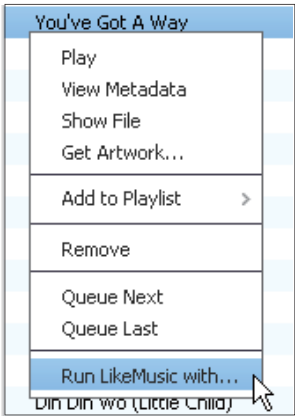 You've Got A Way
Play
View Metadata
Show File
Get Artwork...
Add to Playlist >
Remove
Queue Next
Queue Last
Run LikeMusic with...
Din Din Wo (Little Child)